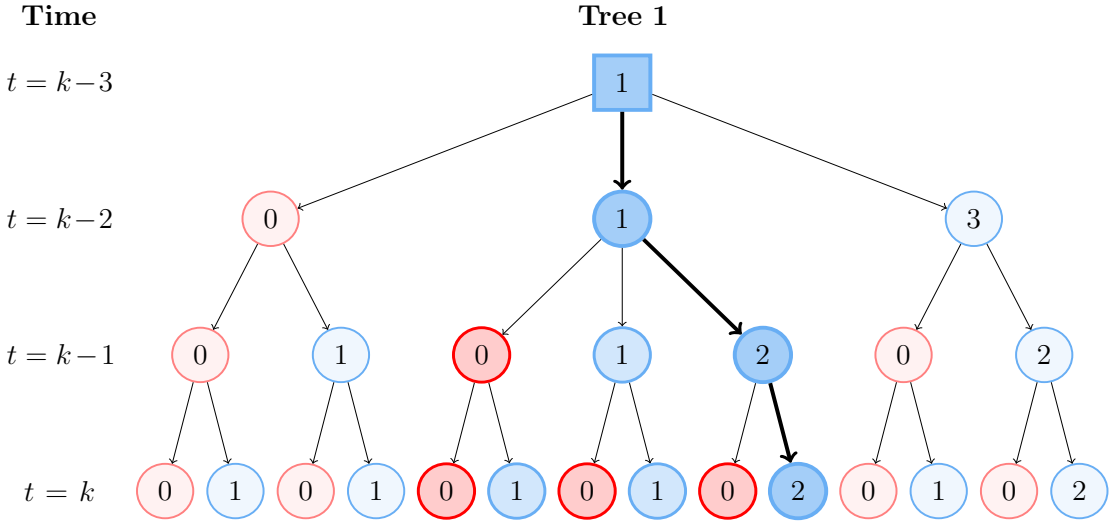 Time Tree 1
t = k−3 1
t = k−2 0 1 3
t = k−1 0 1 0 1 2 0 2
t = k 0 1 0 1 0 1 0 1 0 2 0 1 0 2